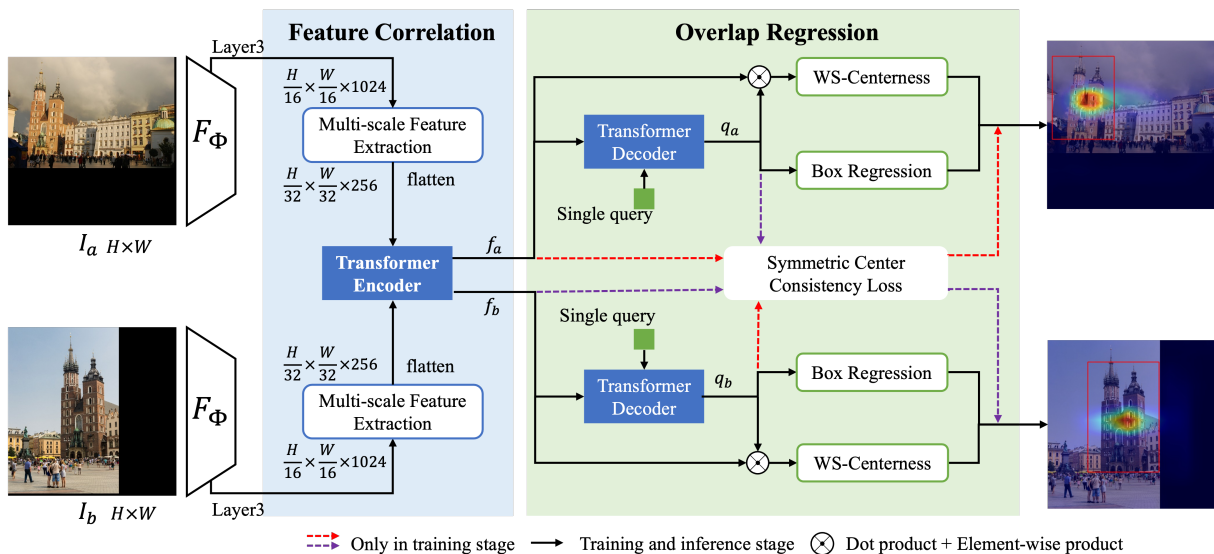 Feature Correlation
Overlap Regression
Layer3
H/16 × W/16 ×1024
F_Φ
Multi-scale Feature
Extraction
H/32 × W/32 ×256
flatten
I_a H×W
WS-Centerness
Transformer
Decoder
q_a
Box Regression
Single query
f_a
Transformer
Encoder
f_b
Symmetric Center
Consistency Loss
Single query
H/32 × W/32 ×256
flatten
F_Φ
Multi-scale Feature
Extraction
H/16 × W/16 ×1024
Layer3
I_b H×W
Transformer
Decoder
q_b
Box Regression
WS-Centerness
Only in training stage
Training and inference stage
Dot product + Element-wise product